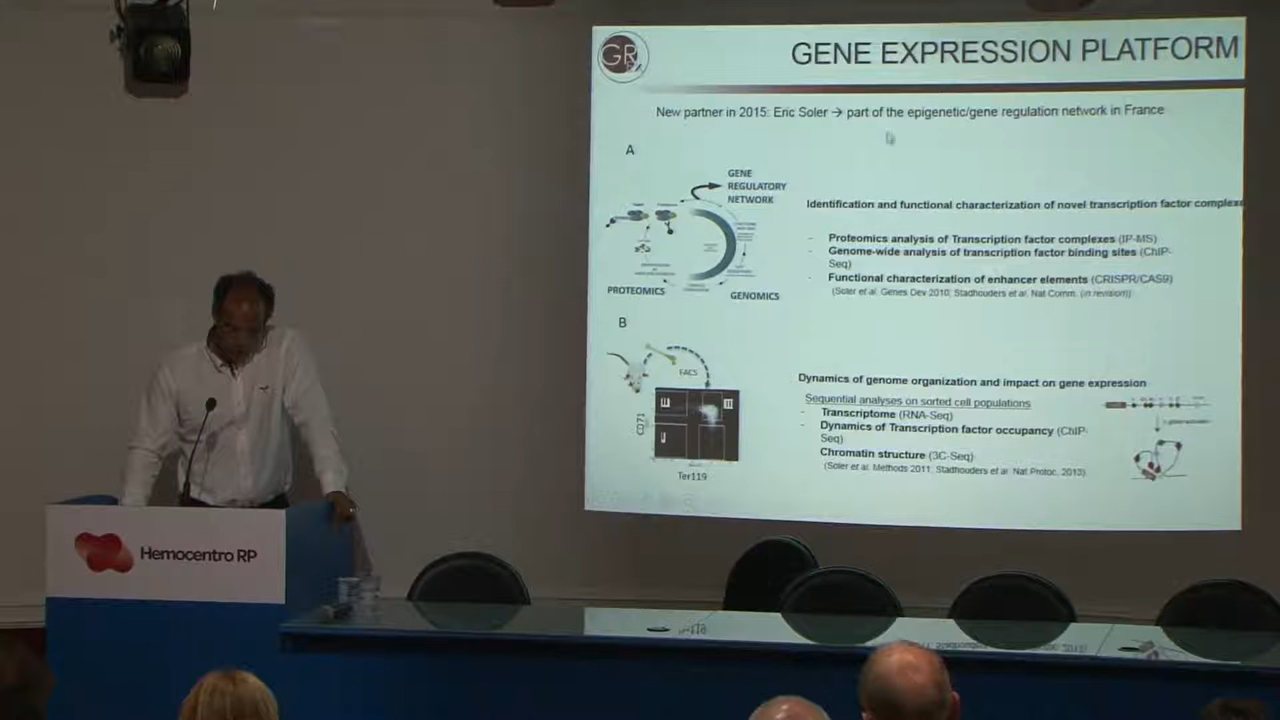 GR
GENE EXPRESSION PLATFORM
New partner in 2015: Eric Soler → part of the epigenetic/gene regulation network in France
A
GENE
REGULATORY
NETWORK
PROTEOMICS
GENOMICS
Identification and functional characterization of novel transcription factor complexe
- Proteomics analysis of Transcription factor complexes (IP-MS)
- Genome-wide analysis of transcription factor binding sites (ChIP-
Seq)
- Functional characterization of enhancer elements (CRISPR/CAS9)
(Soler et al. Genes Dev 2010, Stadhouders et al. Nat Comm. (in revision))
B
FACS
CD71
Ter119
Dynamics of genome organization and impact on gene expression
Sequential analyses on sorted cell populations
- Transcriptome (RNA-Seq)
- Dynamics of Transcription factor occupancy (ChIP-
Seq)
Chromatin structure (3C-Seq)
(Soler et al. Methods 2011, Stadhouders et al. Nat Protoc. 2013)
Hemocentro RP